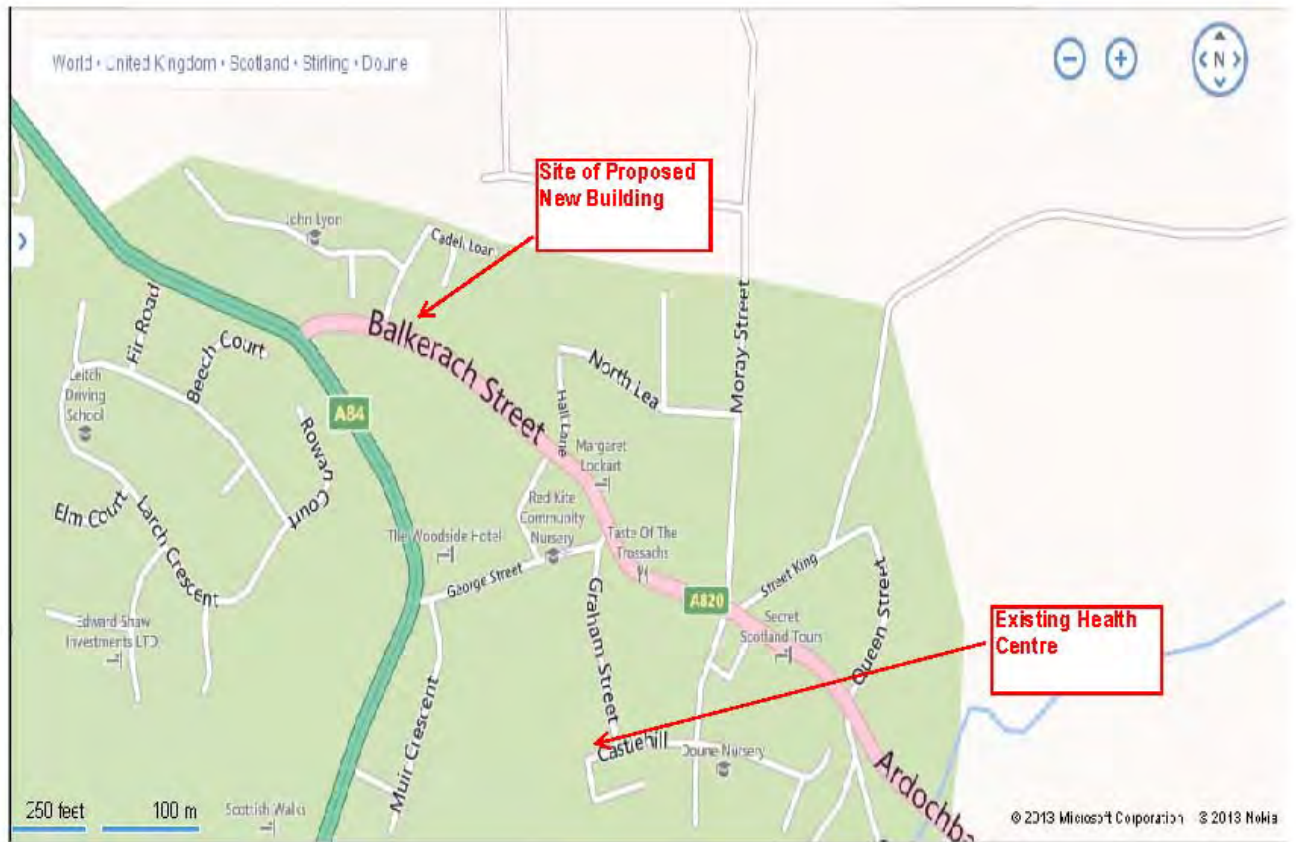 World · United Kingdom · Scotland · Stirling · Doune
N
Site of Proposed
New Building
John Lyon
Cadell Loan
Fir Road
Beech Court
Balkerach Street
Moray Street
North Lea
Hall Lane
Leitch
Driving
School
A84
Rowan Court
Margaret
Lockart
Elm Court
Larch Crescent
Red Kite
Community
Nursery
The Woodside Hotel
Taste Of The
Trossachs
George Street
Street King
A820
Queen Street
Secret
Scotland Tours
Existing Health
Centre
Edward Shaw
Investments LTD
Graham Street
Muir Crescent
Castlehill
Doune Nursery
Ardochba
250 feet
100 m
Scottish Walks
© 2013 Microsoft Corporation
© 2013 Nokia